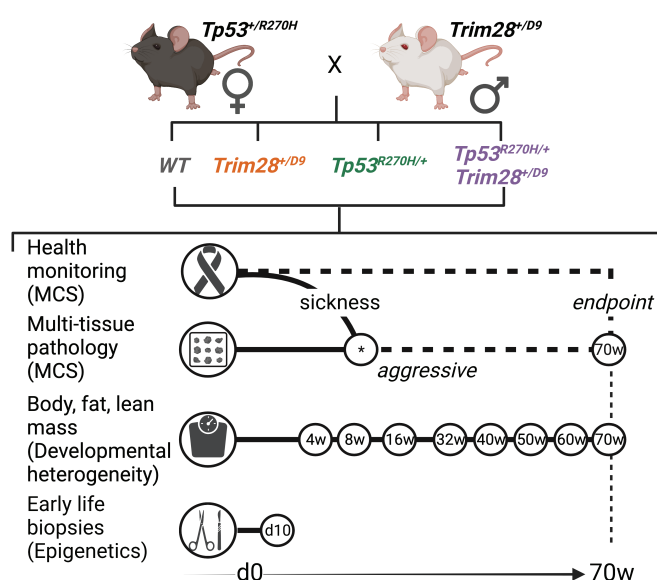 Tp53+/R270H
Trim28+/D9
X
♀
♂
WT
Trim28+/D9
Tp53R270H/+
Tp53R270H/+
Trim28+/D9
Health
monitoring
(MCS)
sickness
endpoint
Multi-tissue
pathology
(MCS)
*
70w
aggressive
Body, fat, lean
mass
(Developmental
heterogeneity)
4w 8w 16w 32w 40w 50w 60w 70w
Early life
biopsies
(Epigenetics)
d10
d0
70w